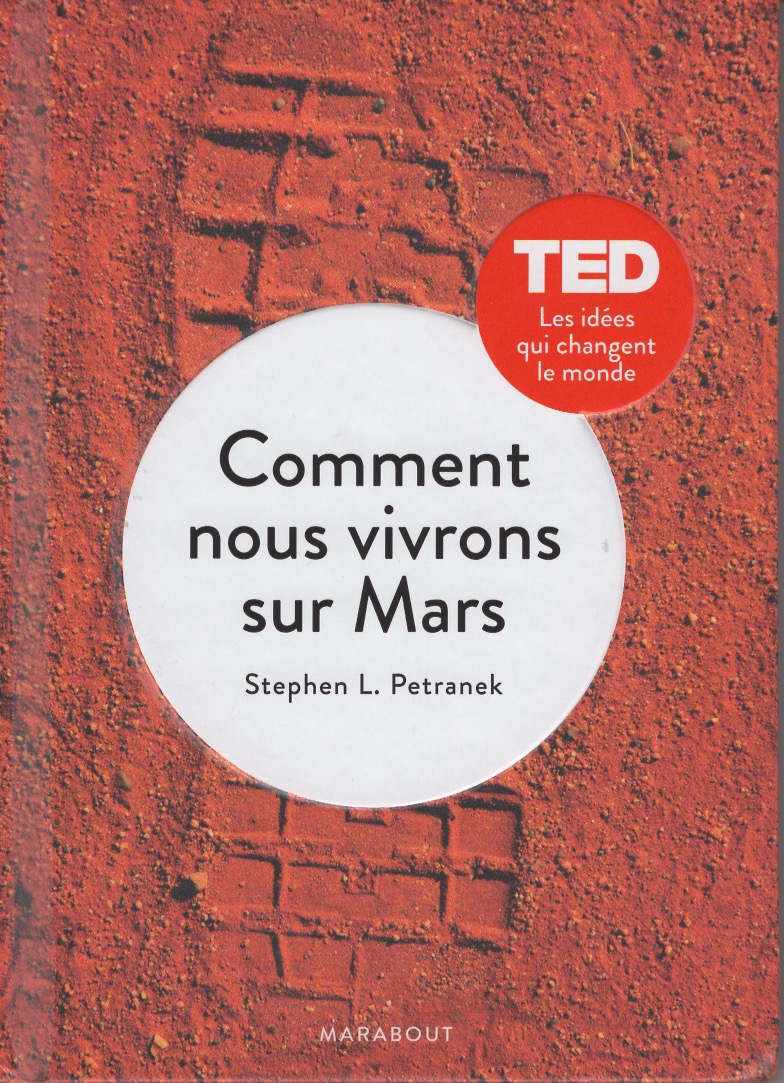 TED
Les idées
qui changent
le monde
Comment
nous vivrons
sur Mars
Stephen L. Petranek
MARABOUT